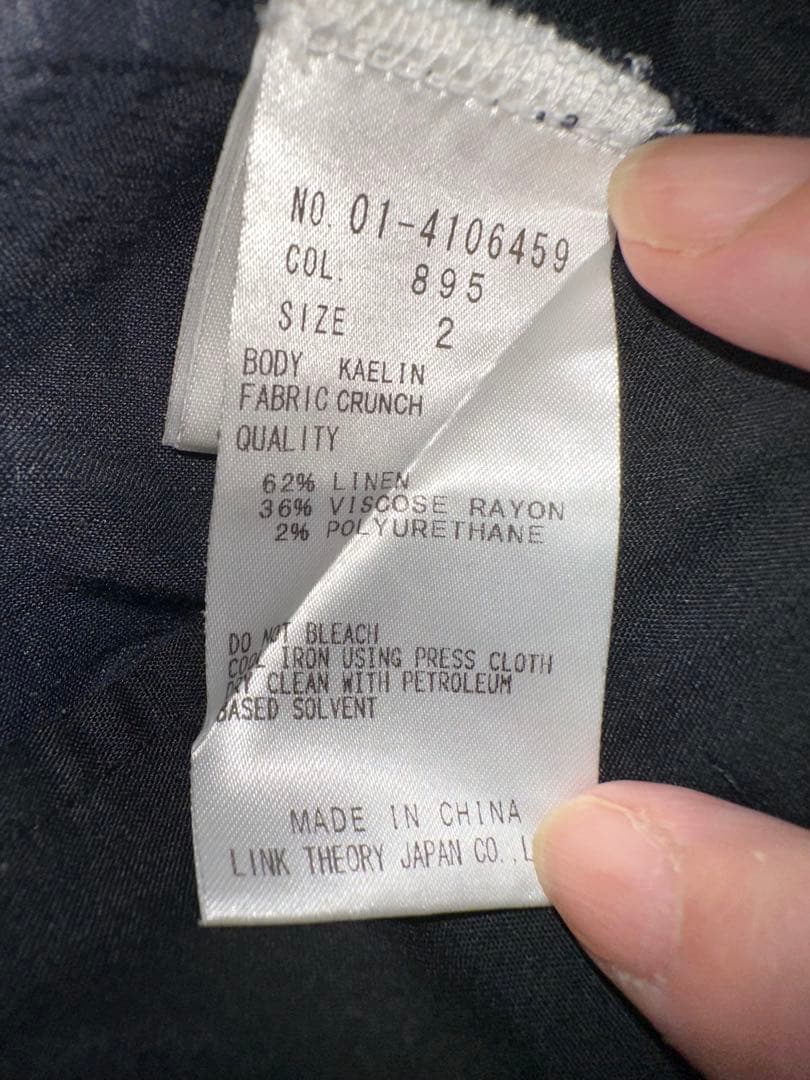 NO. 01-4106459
COL. 895
SIZE 2
BODY KAELIN
FABRIC CRUNCH
QUALITY
62% LINEN
36% VISCOSE RAYON
2% POLYURETHANE
DO NOT BLEACH
COOL IRON USING PRESS CLOTH
DRY CLEAN WITH PETROLEUM
BASED SOLVENT
MADE IN CHINA
LINK THEORY JAPAN CO.,